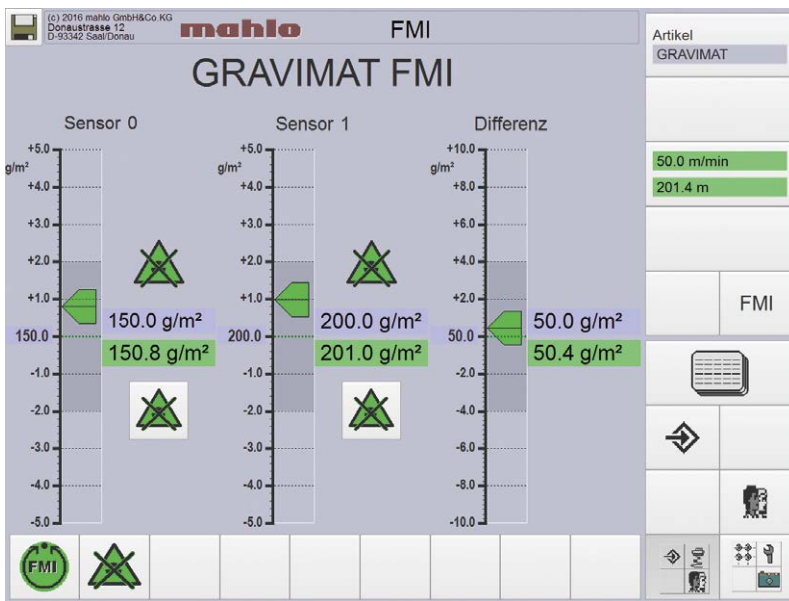 (c) 2016 mahlo GmbH&Co.KG
Donaustrasse 12
D-93342 Saal/Donau
mahlo
FMI
GRAVIMAT FMI
Sensor 0
Sensor 1
Differenz
+5.0
g/m²
+4.0
+3.0
+2.0
+1.0
150.0
-1.0
-2.0
-3.0
-4.0
-5.0
150.0 g/m²
150.8 g/m²
+5.0
g/m²
+4.0
+3.0
+2.0
+1.0
200.0
-1.0
-2.0
-3.0
-4.0
-5.0
200.0 g/m²
201.0 g/m²
+10.0
g/m²
+8.0
+6.0
+4.0
+2.0
50.0
-2.0
-4.0
-6.0
-8.0
-10.0
50.0 g/m²
50.4 g/m²
Artikel
GRAVIMAT
50.0 m/min
201.4 m
FMI
FMI